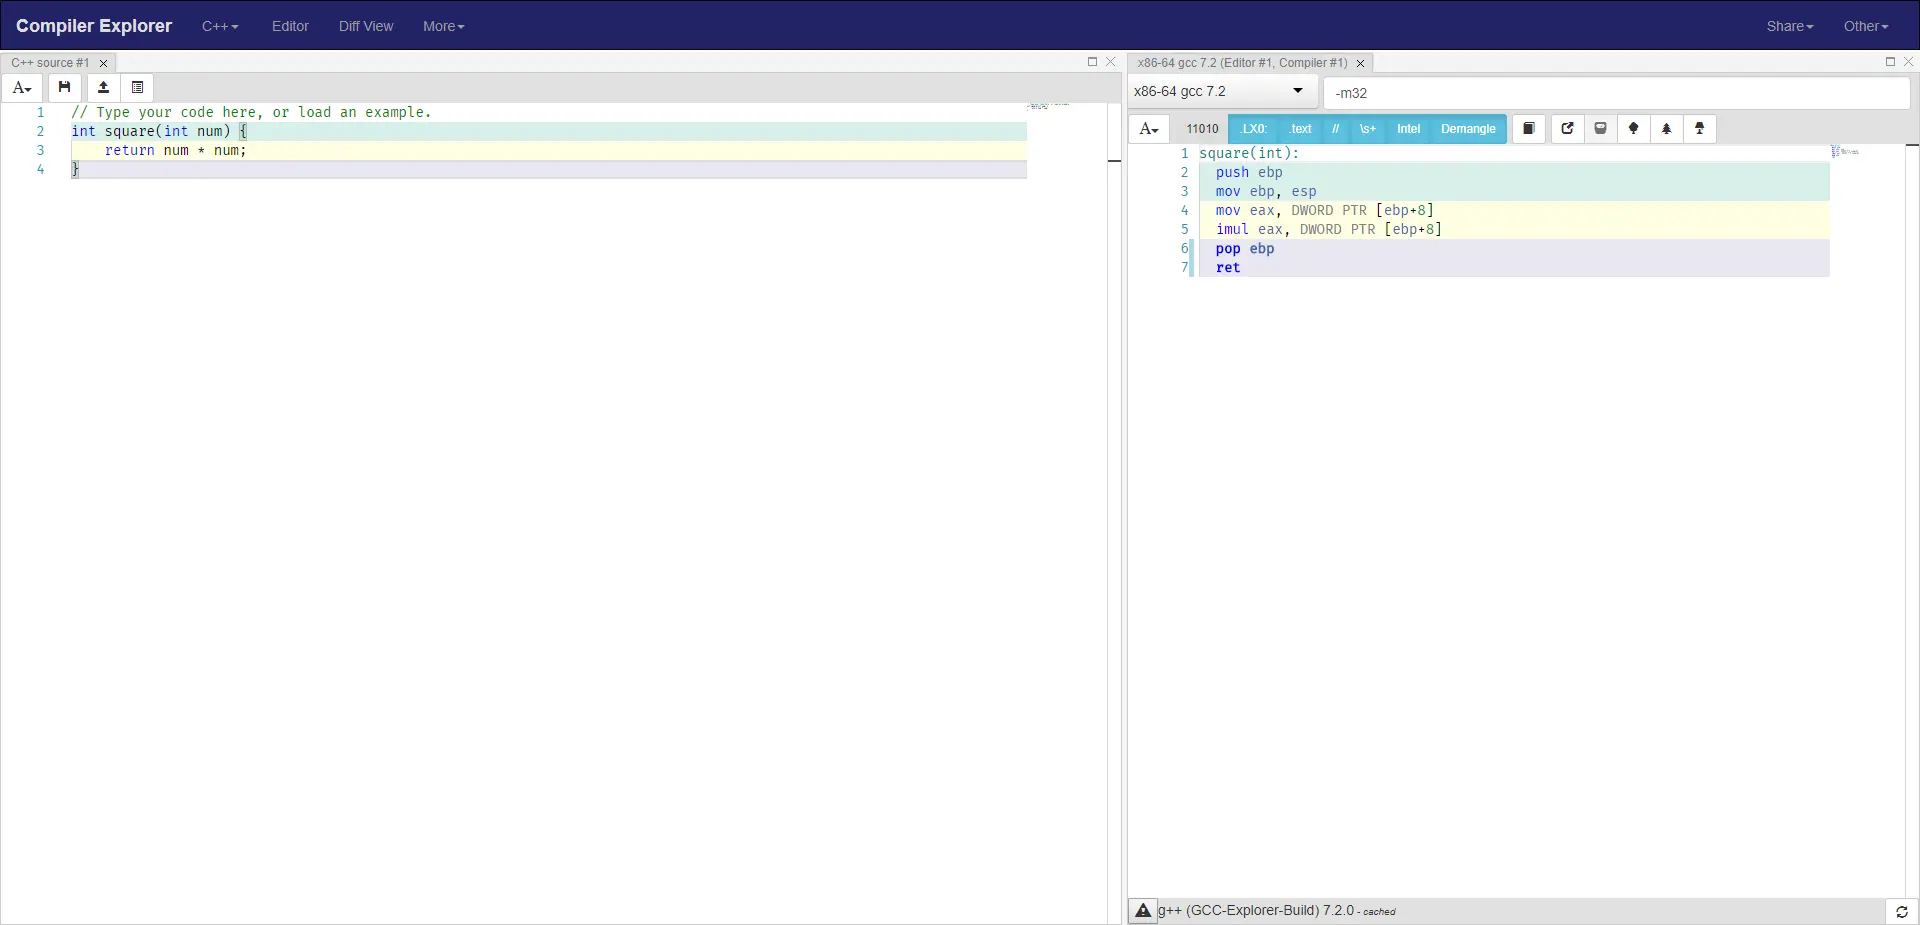 Compiler Explorer C++ Editor Diff View More Share Other
C++ source #1
A
1 // Type your code here, or load an example.
2 int square(int num) {
3 return num * num;
4 }
x86-64 gcc 7.2 (Editor #1, Compiler #1)
x86-64 gcc 7.2 -m32
A 11010 .LX0: .text // \s+ Intel Demangle
1 square(int):
2 push ebp
3 mov ebp, esp
4 mov eax, DWORD PTR [ebp+8]
5 imul eax, DWORD PTR [ebp+8]
6 pop ebp
7 ret
g++ (GCC-Explorer-Build) 7.2.0 - cached